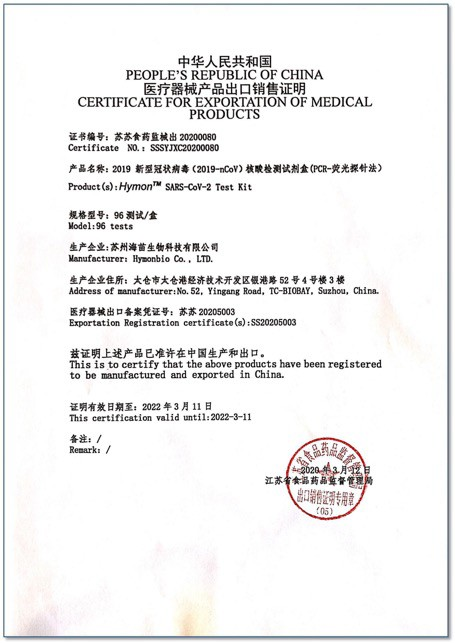 中华人民共和国
PEOPLE'S REPUBLIC OF CHINA
医疗器械产品出口销售证明
CERTIFICATE FOR EXPORTATION OF MEDICAL
PRODUCTS
证书编号：苏苏食药监械出 20200080
Certificate NO.: SSSYJXC20200080
产品名称：2019 新型冠状病毒（2019-nCoV）核酸检测试剂盒(PCR-荧光探针法)
Product(s):Hymon™ SARS-CoV-2 Test Kit
规格型号：96 测试/盒
Model:96 tests
生产企业:苏州海苗生物科技有限公司
Manufacturer: Hymonbio Co., LTD.
生产企业住所：太仓市太仓港经济技术开发区银港路 52 号 4 号楼 3 楼
Address of manufacturer:No.52, Yingang Road, TC-BIOBAY, Suzhou, China.
医疗器械出口备案凭证号：苏苏 20205003
Exportation Registration certificate(s):SS20205003
兹证明上述产品已准许在中国生产和出口。
This is to certify that the above products have been registered
to be manufactured and exported in China.
证明有效日期至：2022 年 3 月 11 日
This certification valid until:2022-3-11
备注：/
Remark: /
2020 年 3 月 12 日
江苏省食品药品监督管理局
省食品药品监督管理
出口销售证明专用章
(05)